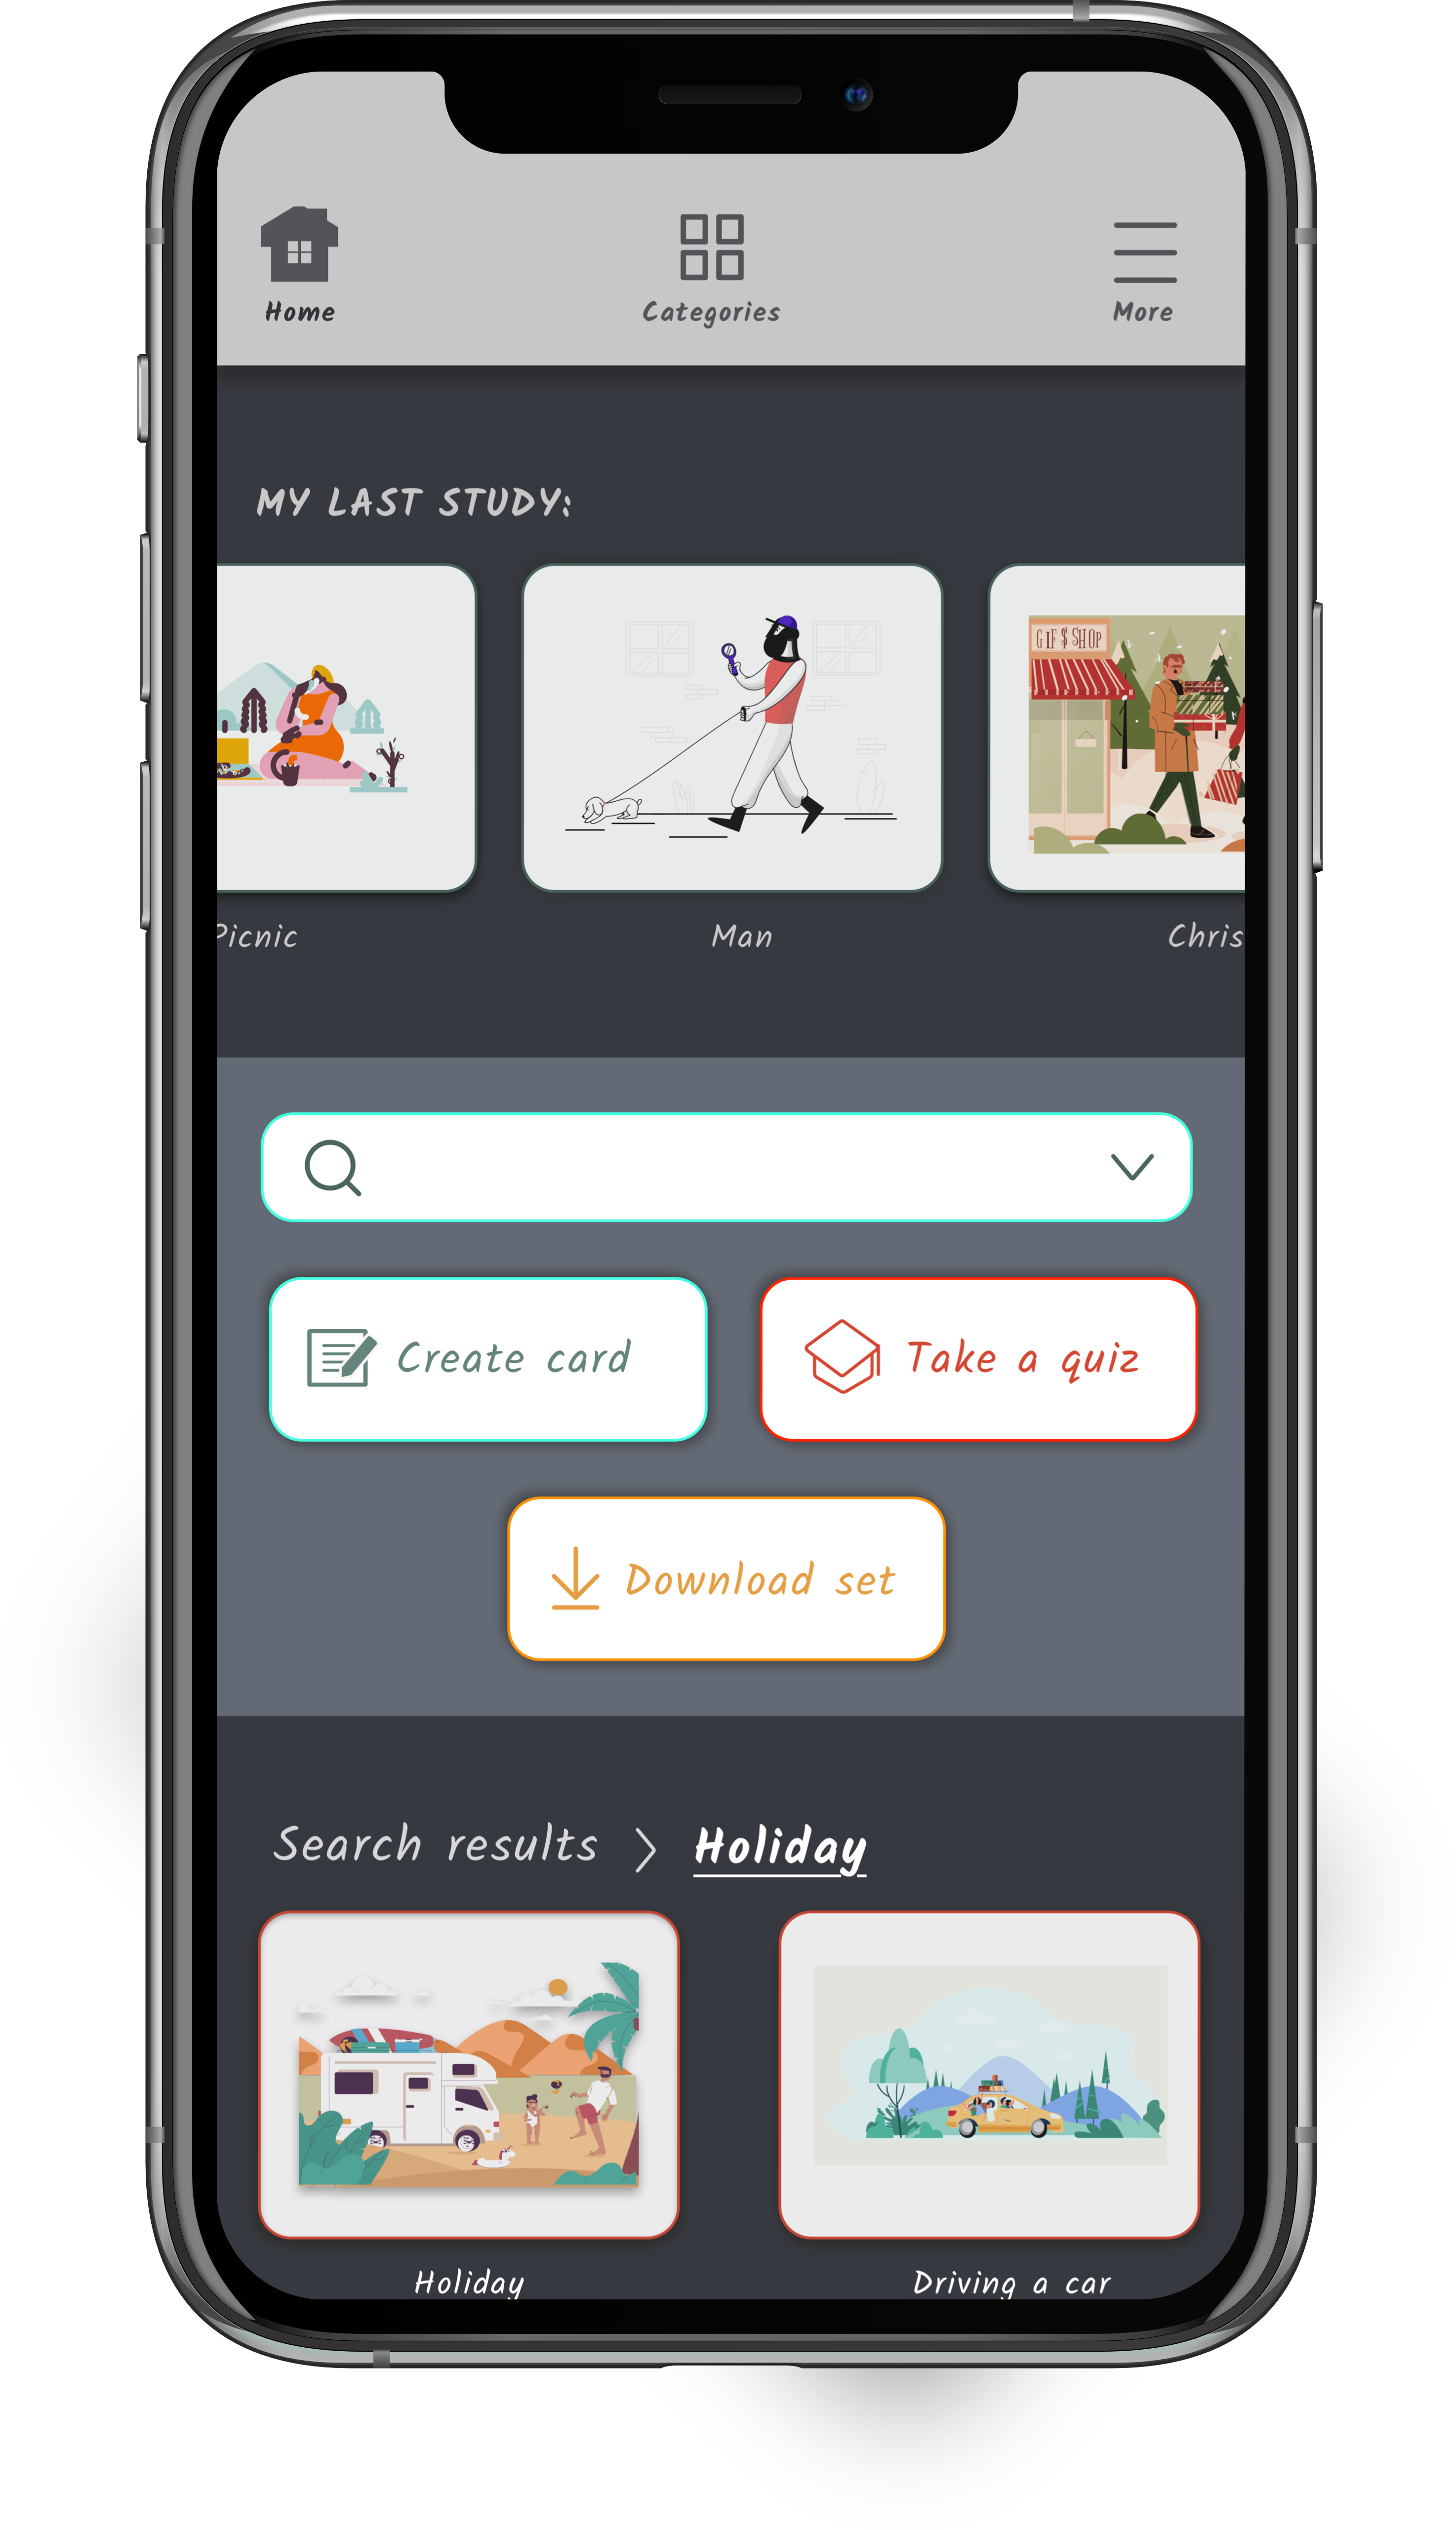 Home Categories More
MY LAST STUDY:
GIF$ SHOP
Picnic Man Chris
Create card Take a quiz
Download set
Search results > Holiday
Holiday Driving a car